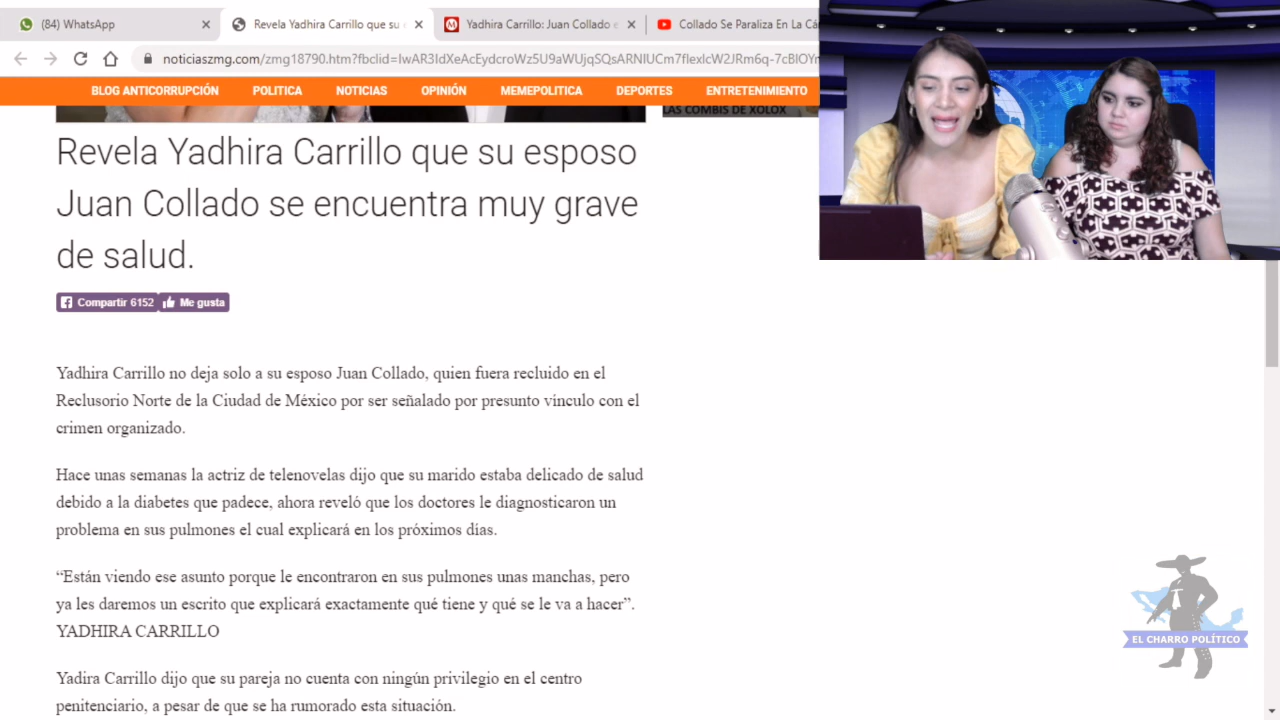 (84) WhatsApp
Revela Yadhira Carrillo que su
Yadhira Carrillo: Juan Collado e
Collado Se Paraliza En La Cá
noticiaszmg.com/zmg18790.htm?fbclid=
BLOG ANTICORRUPCIÓN POLITICA NOTICIAS OPINIÓN MEMEPOLITICA DEPORTES ENTRETENIMIENTO
LAS COMBIS DE XOLOX
Revela Yadhira Carrillo que su esposo
Juan Collado se encuentra muy grave
de salud.
Compartir 6152 Me gusta
Yadhira Carrillo no deja solo a su esposo Juan Collado, quien fuera recluido en el
Reclusorio Norte de la Ciudad de México por ser señalado por presunto vínculo con el
crimen organizado.
Hace unas semanas la actriz de telenovelas dijo que su marido estaba delicado de salud
debido a la diabetes que padece, ahora reveló que los doctores le diagnosticaron un
problema en sus pulmones el cual explicará en los próximos días.
“Están viendo ese asunto porque le encontraron en sus pulmones unas manchas, pero
ya les daremos un escrito que explicará exactamente qué tiene y qué se le va a hacer”.
YADHIRA CARRILLO
Yadira Carrillo dijo que su pareja no cuenta con ningún privilegio en el centro
penitenciario, a pesar de que se ha rumorado esta situación.
EL CHARRO POLÍTICO